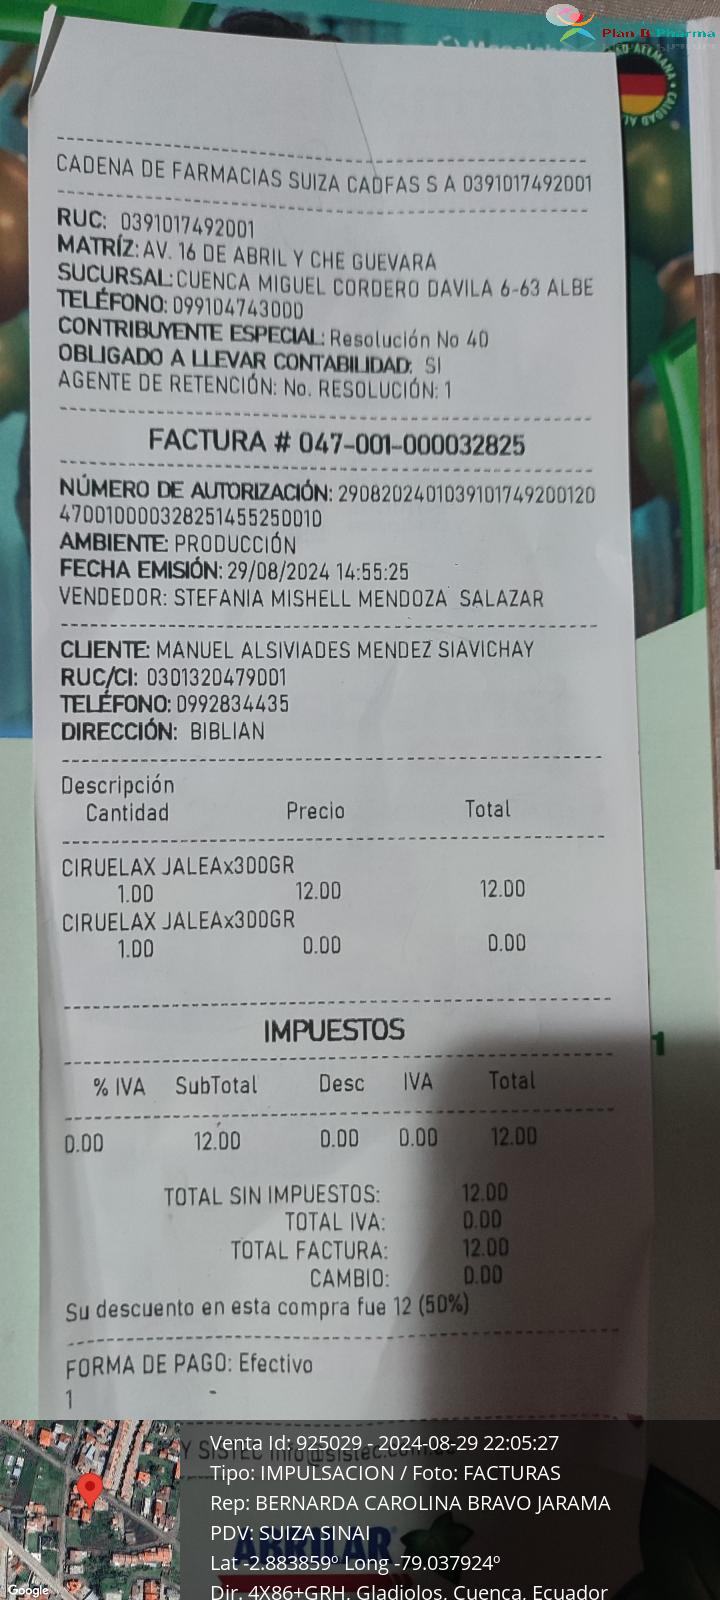 Plan B Pharma
CADENA DE FARMACIAS SUIZA CADFAS S A 0391017492001
RUC: 0391017492001
MATRÍZ: AV. 16 DE ABRIL Y CHE GUEVARA
SUCURSAL: CUENCA MIGUEL CORDERO DAVILA 6-63 ALBE
TELÉFONO: 099104743000
CONTRIBUYENTE ESPECIAL: Resolución No 40
OBLIGADO A LLEVAR CONTABILIDAD: SI
AGENTE DE RETENCIÓN: No. RESOLUCIÓN: 1
FACTURA # 047-001-000032825
NÚMERO DE AUTORIZACIÓN: 290820240103910174920012​0
4700100003282514552​50010
AMBIENTE: PRODUCCIÓN
FECHA EMISIÓN: 29/08/2024 14:55:25
VENDEDOR: STEFANIA MISHELL MENDOZA SALAZAR
CLIENTE: MANUEL ALSIVIADES MENDEZ SIAVICHAY
RUC/CI: 0301320479001
TELÉFONO: 0992834435
DIRECCIÓN: BIBLIAN
Descripción
Cantidad Precio Total
CIRUELAX JALEAx300GR
1.00 12.00 12.00
CIRUELAX JALEAx300GR
1.00 0.00 0.00
IMPUESTOS
% IVA SubTotal Desc IVA Total
0.00 12.00 0.00 0.00 12.00
TOTAL SIN IMPUESTOS: 12.00
TOTAL IVA: 0.00
TOTAL FACTURA: 12.00
CAMBIO: 0.00
Su descuento en esta compra fue 12 (50%)
FORMA DE PAGO: Efectivo
1
Venta Id: 925029 - 2024-08-29 22:05:27
Tipo: IMPULSACION / Foto: FACTURAS
Rep: BERNARDA CAROLINA BRAVO JARAMA
PDV: SUIZA SINAI
ABRILAR
Lat -2.883859º Long -79.037924º
Dir. 4X86+GRH, Gladiolos, Cuenca, Ecuador
Google